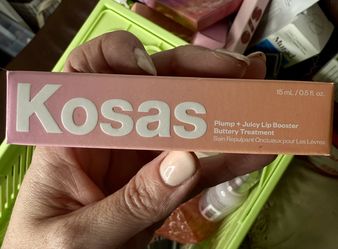 Kosas
15 mL / 0.5 fl. oz.
Plump + Juicy Lip Booster
Buttery Treatment
Soin Repulpant Onctueux pour Les Lèvres